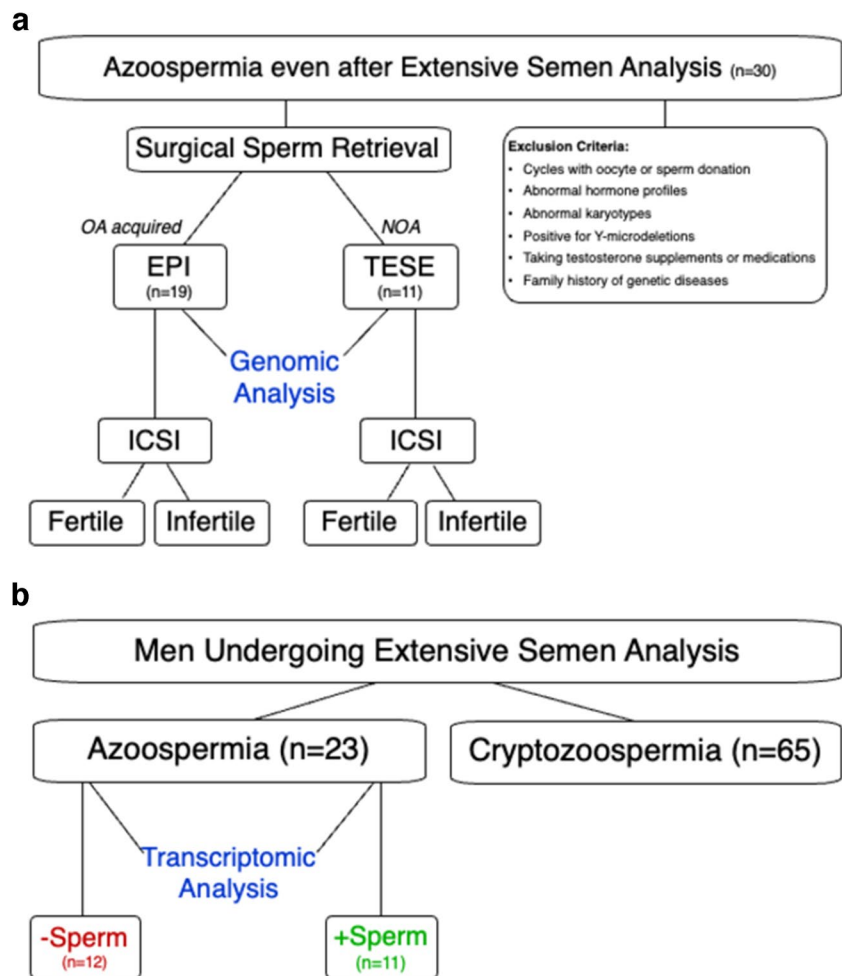 a
Azoospermia even after Extensive Semen Analysis (n=30)
Surgical Sperm Retrieval
Exclusion Criteria:
• Cycles with oocyte or sperm donation
• Abnormal hormone profiles
• Abnormal karyotypes
• Positive for Y-microdeletions
• Taking testosterone supplements or medications
• Family history of genetic diseases
OA acquired
NOA
EPI
(n=19)
TESE
(n=11)
Genomic
Analysis
ICSI
ICSI
Fertile
Infertile
Fertile
Infertile
b
Men Undergoing Extensive Semen Analysis
Azoospermia (n=23)
Cryptozoospermia (n=65)
Transcriptomic
Analysis
-Sperm
(n=12)
+Sperm
(n=11)